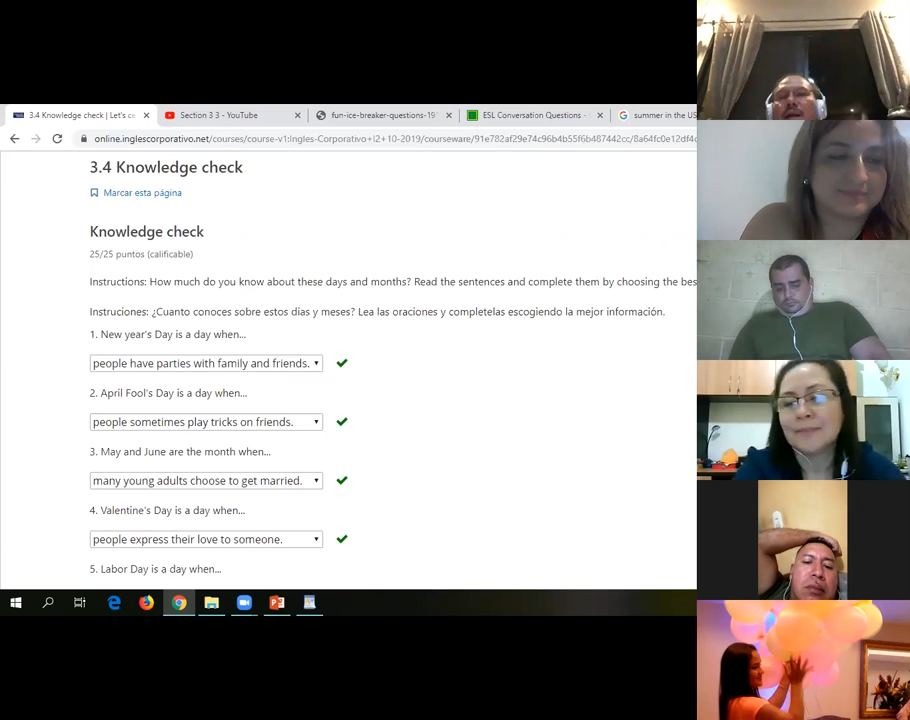 3.4 Knowledge check | Let's ce
Section 3 3 - YouTube
fun-ice-breaker-questions-19
ESL Conversation Questions -
summer in the US
online.inglescorporativo.net/courses/course-v1:Ingles-Corporativo+i2+10-2019/courseware/91e782af29e74c96b4b55f6b487442cc/8a64fc0e12d4
3.4 Knowledge check
Marcar esta página
Knowledge check
25/25 puntos (calificable)
Instructions: How much do you know about these days and months? Read the sentences and complete them by choosing the bes
Instruciones: ¿Cuanto conoces sobre estos dias y meses? Lea las oraciones y completelas escogiendo la mejor información.
1. New year's Day is a day when...
people have parties with family and friends.
2. April Fool's Day is a day when...
people sometimes play tricks on friends.
3. May and June are the month when...
many young adults choose to get married.
4. Valentine's Day is a day when...
people express their love to someone.
5. Labor Day is a day when...